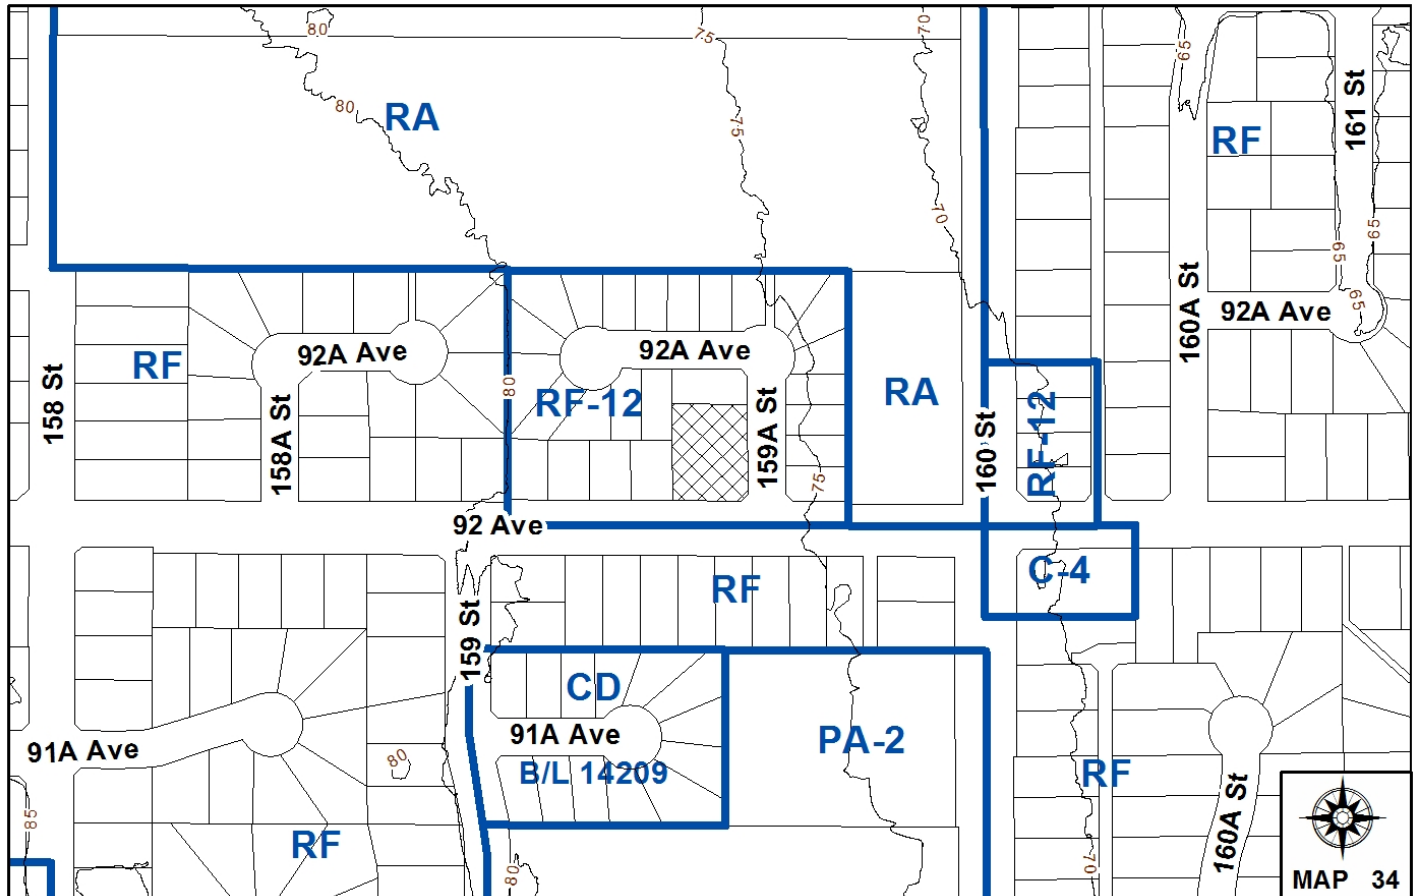 80
75
70
65
80
RA
75
RF
161 St
70
65
65
160A St
65
92A Ave
92A Ave
92A Ave
RF
158 St
158A St
80
RF-12
159A St
RA
160 St
RF-12
75
92 Ave
C-4
RF
159 St
CD
91A Ave
91A Ave
PA-2
80
B/L 14209
RF
160A St
85
RF
80
70
MAP 34